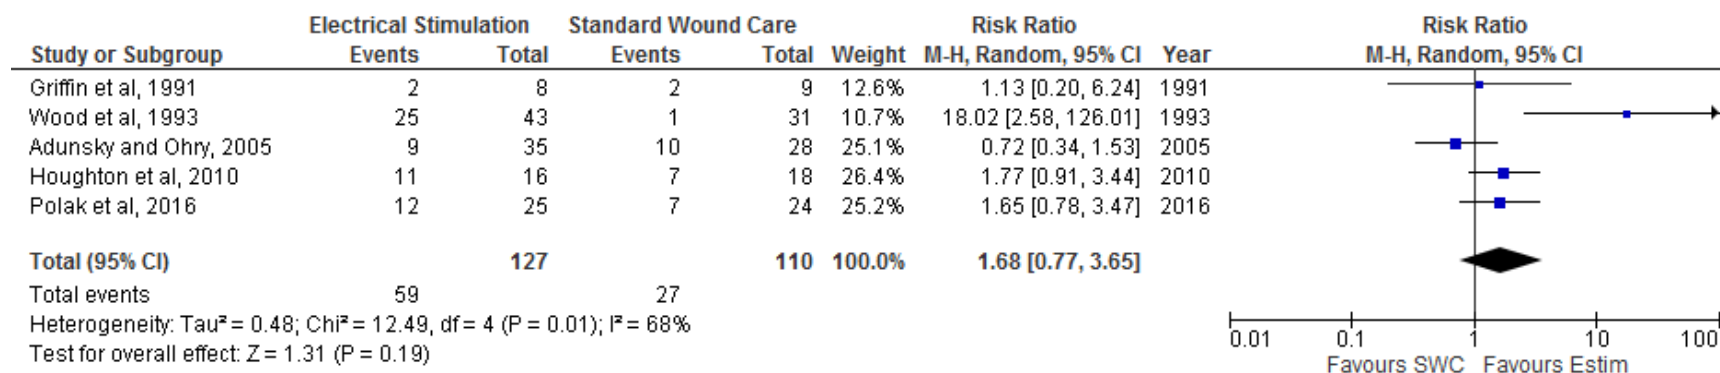 Electrical Stimulation Standard Wound Care Risk Ratio Risk Ratio
Study or Subgroup Events Total Events Total Weight M-H, Random, 95% CI Year M-H, Random, 95% CI
Griffin et al, 1991 2 8 2 9 12.6% 1.13 [0.20, 6.24] 1991
Wood et al, 1993 25 43 1 31 10.7% 18.02 [2.58, 126.01] 1993
Adunsky and Ohry, 2005 9 35 10 28 25.1% 0.72 [0.34, 1.53] 2005
Houghton et al, 2010 11 16 7 18 26.4% 1.77 [0.91, 3.44] 2010
Polak et al, 2016 12 25 7 24 25.2% 1.65 [0.78, 3.47] 2016
Total (95% CI) 127 110 100.0% 1.68 [0.77, 3.65]
Total events 59 27
Heterogeneity: Tau² = 0.48; Chi² = 12.49, df = 4 (P = 0.01); I² = 68%
Test for overall effect: Z = 1.31 (P = 0.19)
0.01 0.1 1 10 100
Favours SWC Favours Estim